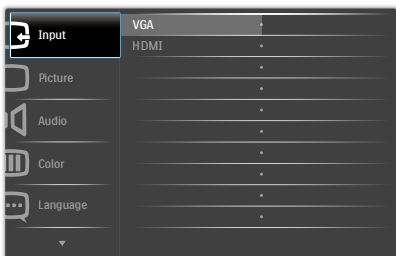 Input
VGA
HDMI
Picture
Audio
Color
Language